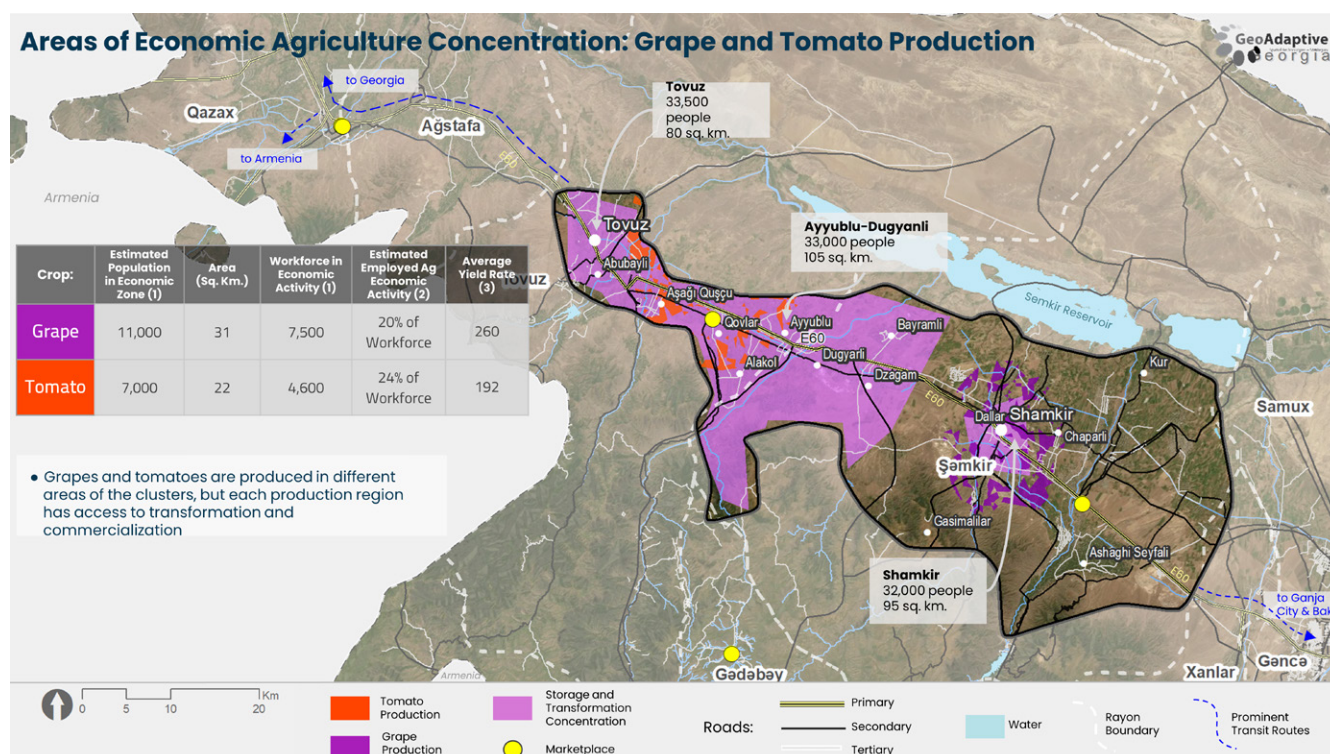 Areas of Economic Agriculture Concentration: Grape and Tomato Production
GeoAdaptive
Georgia
to Georgia
Qazax
Ağstafa
to Armenia
Armenia
E60
Tovuz
33,500
people
80 sq. km.
Ayyublu-Dugyanli
33,000 people
105 sq. km.
Crop:
Estimated
Population
in Economic
Zone (1)
Area
(Sq. Km.)
Workforce in
Economic
Activity (1)
Estimated
Employed Ag
Economic
Activity (2)
Average
Yield Rate
(3)
Grape
11,000
31
7,500
20% of
Workforce
260
Tomato
7,000
22
4,600
24% of
Workforce
192
Tovuz
Abubayli
Aşağı Quşçu
Qovlar
Ayyublu
E60
Bayramli
Alakol
Dugyarli
Dzagam
E60
Semkir Reservoir
Kur
Samux
Dallar
Shamkir
Chaparli
Şəmkir
Gasimalilar
Ashaghi Seyfali
E60
• Grapes and tomatoes are produced in different
areas of the clusters, but each production region
has access to transformation and
commercialization
Shamkir
32,000 people
95 sq. km.
to Ganja
City & Bak
Gəncə
Xanlar
Gədəbəy
Armenia
0 5 10 20
Km
Tomato
Production
Grape
Production
Storage and
Transformation
Concentration
Marketplace
Roads:
Primary
Secondary
Tertiary
Water
Rayon
Boundary
Prominent
Transit Routes